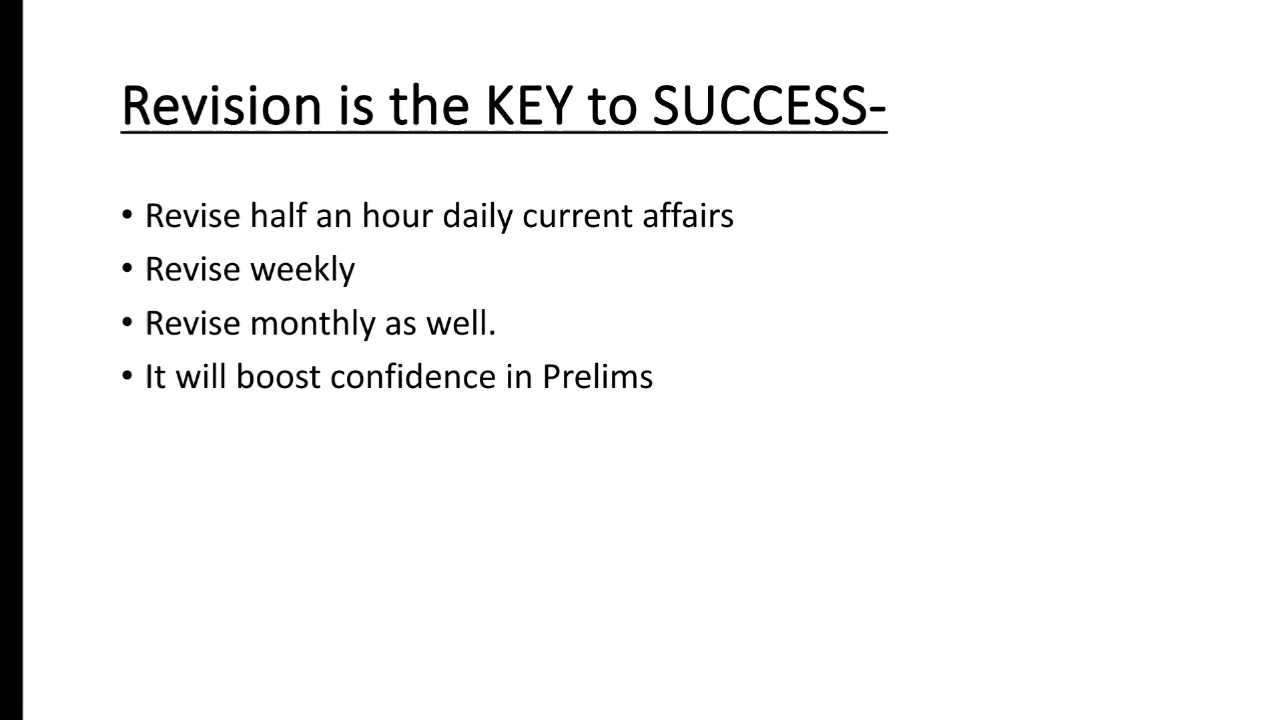 Revision is the KEY to SUCCESS-
• Revise half an hour daily current affairs
• Revise weekly
• Revise monthly as well.
• It will boost confidence in Prelims